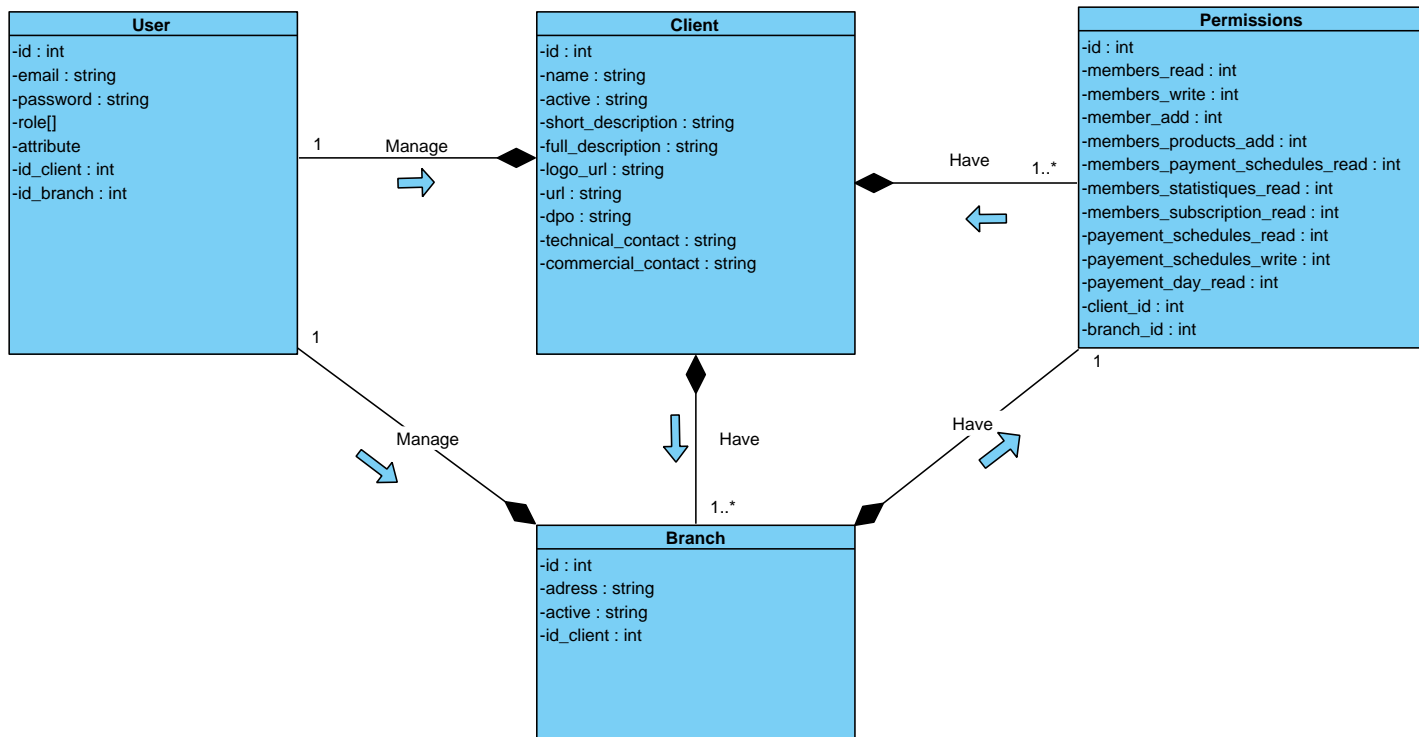 User
-id : int
-email : string
-password : string
-role[]
-attribute
-id_client : int
-id_branch : int
1
Manage
Client
-id : int
-name : string
-active : string
-short_description : string
-full_description : string
-logo_url : string
-url : string
-dpo : string
-technical_contact : string
-commercial_contact : string
Have
1..*
Permissions
-id : int
-members_read : int
-members_write : int
-member_add : int
-members_products_add : int
-members_payment_schedules_read : int
-members_statistiques_read : int
-members_subscription_read : int
-payement_schedules_read : int
-payement_schedules_write : int
-payement_day_read : int
-client_id : int
-branch_id : int
1
Manage
Have
1..*
Have
1
Branch
-id : int
-adress : string
-active : string
-id_client : int